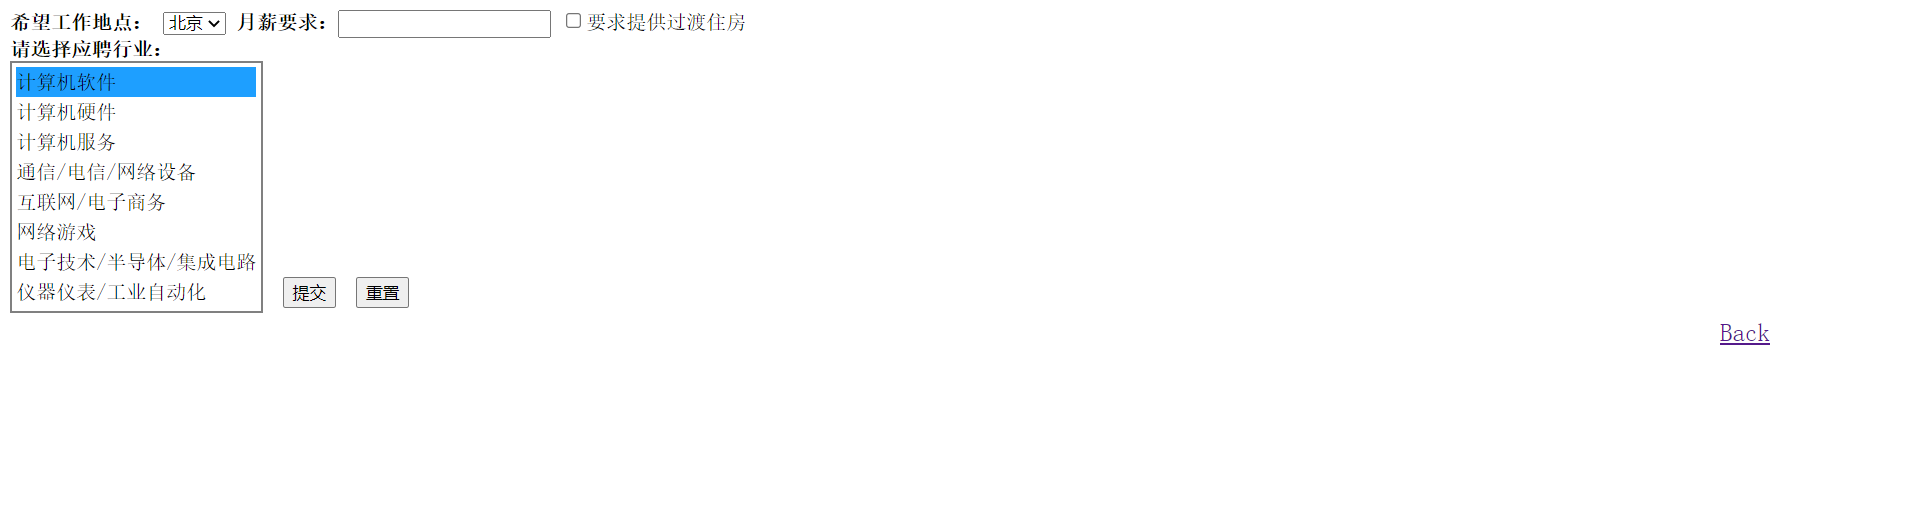 希望工作地点： 北京 月薪要求： 要求提供过渡住房
请选择应聘行业：
计算机软件
计算机硬件
计算机服务
通信/电信/网络设备
互联网/电子商务
网络游戏
电子技术/半导体/集成电路
仪器仪表/工业自动化 提交 重置
Back